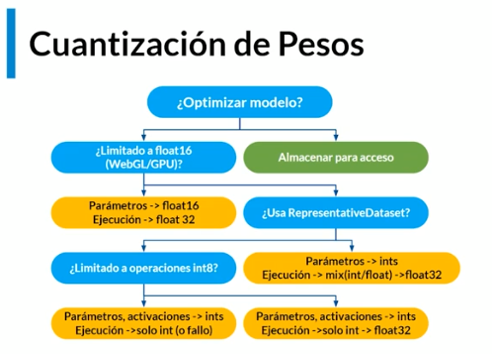 Cuantización de Pesos
¿Optimizar modelo?
¿Limitado a float16
(WebGL/GPU)?
Almacenar para acceso
Parámetros -> float16
Ejecución -> float 32
¿Usa RepresentativeDataset?
¿Limitado a operaciones int8?
Parámetros -> ints
Ejecución -> mix(int/float) ->float32
Parámetros, activaciones -> ints
Ejecución ->solo int (o fallo)
Parámetros, activaciones -> ints
Ejecución ->solo int -> float32